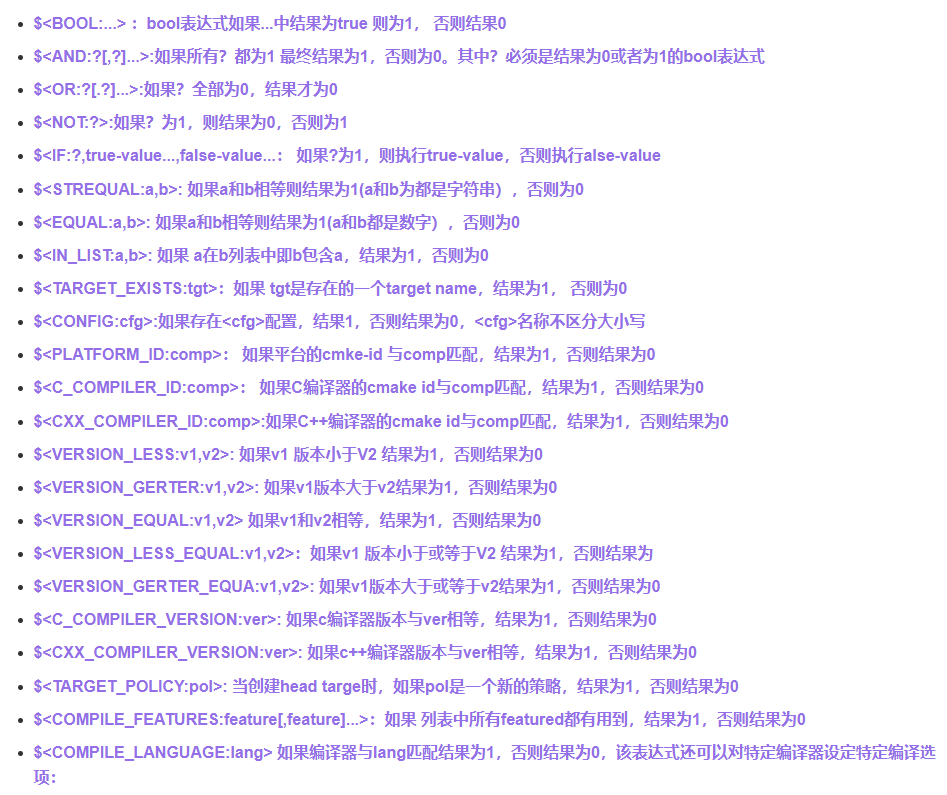 $<BOOL:...> ：bool表达式如果...中结果为true 则为1， 否则结果0
$<AND:?[,?]...>:如果所有？都为1 最终结果为1，否则为0。其中？必须是结果为0或者为1的bool表达式
$<OR:?[.?]...>:如果？全部为0，结果才为0
$<NOT:?>:如果？为1，则结果为0，否则为1
$<IF:?,true-value...,false-value...： 如果?为1，则执行true-value，否则执行alse-value
$<STREQUAL:a,b>: 如果a和b相等则结果为1(a和b为都是字符串），否则为0
$<EQUAL:a,b>: 如果a和b相等则结果为1(a和b都是数字），否则为0
$<IN_LIST:a,b>: 如果 a在b列表中即b包含a，结果为1，否则为0
$<TARGET_EXISTS:tgt>：如果 tgt是存在的一个target name，结果为1， 否则为0
$<CONFIG:cfg>:如果存在<cfg>配置，结果1，否则结果为0，<cfg>名称不区分大小写
$<PLATFORM_ID:comp>： 如果平台的cmke-id 与comp匹配，结果为1，否则结果为0
$<C_COMPILER_ID:comp>： 如果C编译器的cmake id与comp匹配，结果为1，否则结果为0
$<CXX_COMPILER_ID:comp>:如果C++编译器的cmake id与comp匹配，结果为1，否则结果为0
$<VERSION_LESS:v1,v2>: 如果v1 版本小于V2 结果为1，否则结果为0
$<VERSION_GERTER:v1,v2>: 如果v1版本大于v2结果为1，否则结果为0
$<VERSION_EQUAL:v1,v2> 如果v1和v2相等，结果为1，否则结果为0
$<VERSION_LESS_EQUAL:v1,v2>：如果v1 版本小于或等于V2 结果为1，否则结果为
$<VERSION_GERTER_EQUA:v1,v2>: 如果v1版本大于或等于v2结果为1，否则结果为0
$<C_COMPILER_VERSION:ver>: 如果c编译器版本与ver相等，结果为1，否则结果为0
$<CXX_COMPILER_VERSION:ver>: 如果c++编译器版本与ver相等，结果为1，否则结果为0
$<TARGET_POLICY:pol>: 当创建head targe时，如果pol是一个新的策略，结果为1，否则结果为0
$<COMPILE_FEATURES:feature[,feature]...>：如果 列表中所有featured都有用到，结果为1，否则结果为0
$<COMPILE_LANGUAGE:lang> 如果编译器与lang匹配结果为1，否则结果为0，该表达式还可以对特定编译器设定特定编译选
项：